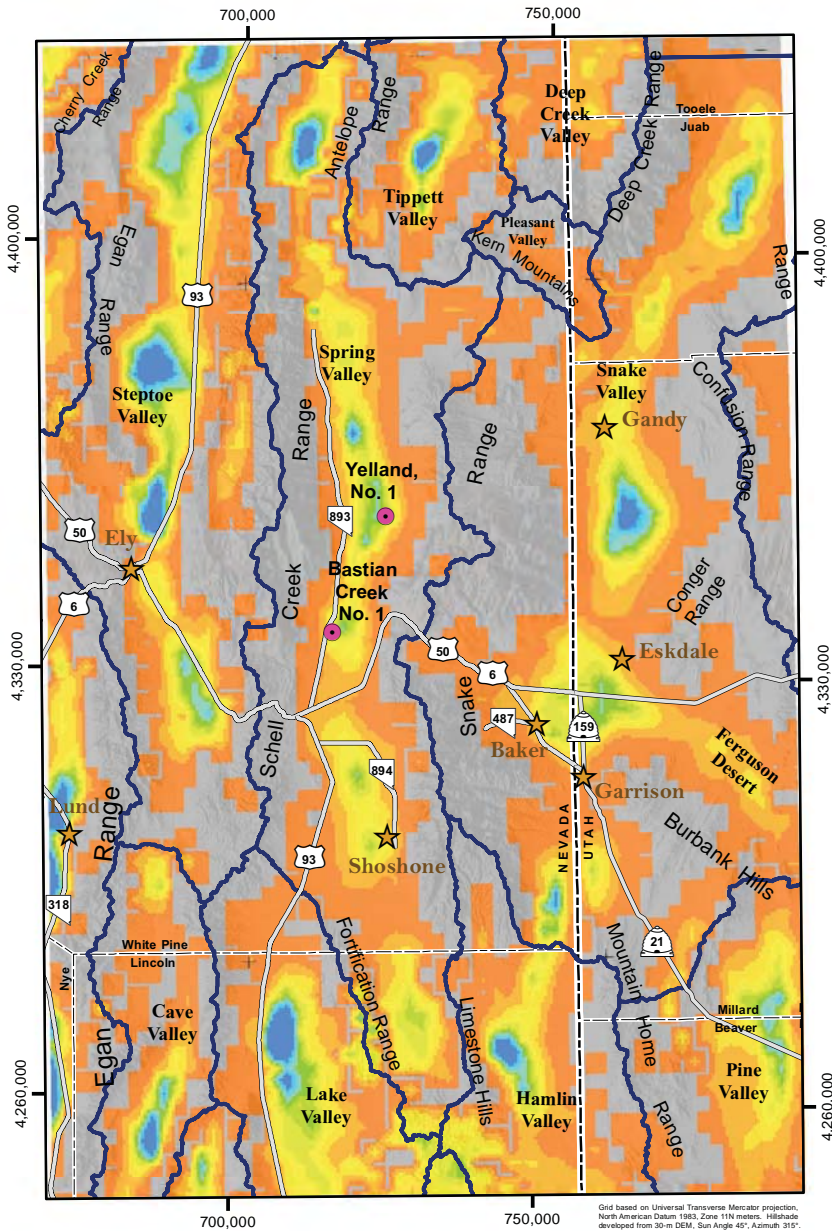 700,000
750,000
Cherry Creek
Range
Antelope
Range
Deep
Creek
Valley
Deep Creek Range
Tooele
Juab
Tippett
Valley
Pleasant
Valley
Kern Mountains
4,400,000
4,400,000
Egan
Range
93
Range
Spring
Valley
Snake
Valley
Confusion Range
Steptoe
Valley
Gandy
Range
Range
Yelland,
No. 1
893
50
Ely
6
Bastian
Creek
No. 1
Creek
Conger
Range
50
6
Eskdale
4,330,000
4,330,000
Snake
487
159
Baker
Schell
Ferguson
Desert
894
Garrison
Lund
Range
NEVADA
UTAH
Burbank Hills
93
Shoshone
318
Fortification Range
White Pine
Lincoln
Nye
21
Mountain Home
Range
Cave
Valley
Limestone Hills
Millard
Beaver
Egan
Lake
Valley
Hamlin
Valley
Pine
Valley
4,260,000
4,260,000
700,000
750,000
Grid based on Universal Transverse Mercator projection,
North American Datum 1983, Zone 11N meters. Hillshade
developed from 30-m DEM, Sun Angle 45°, Azimuth 315°.